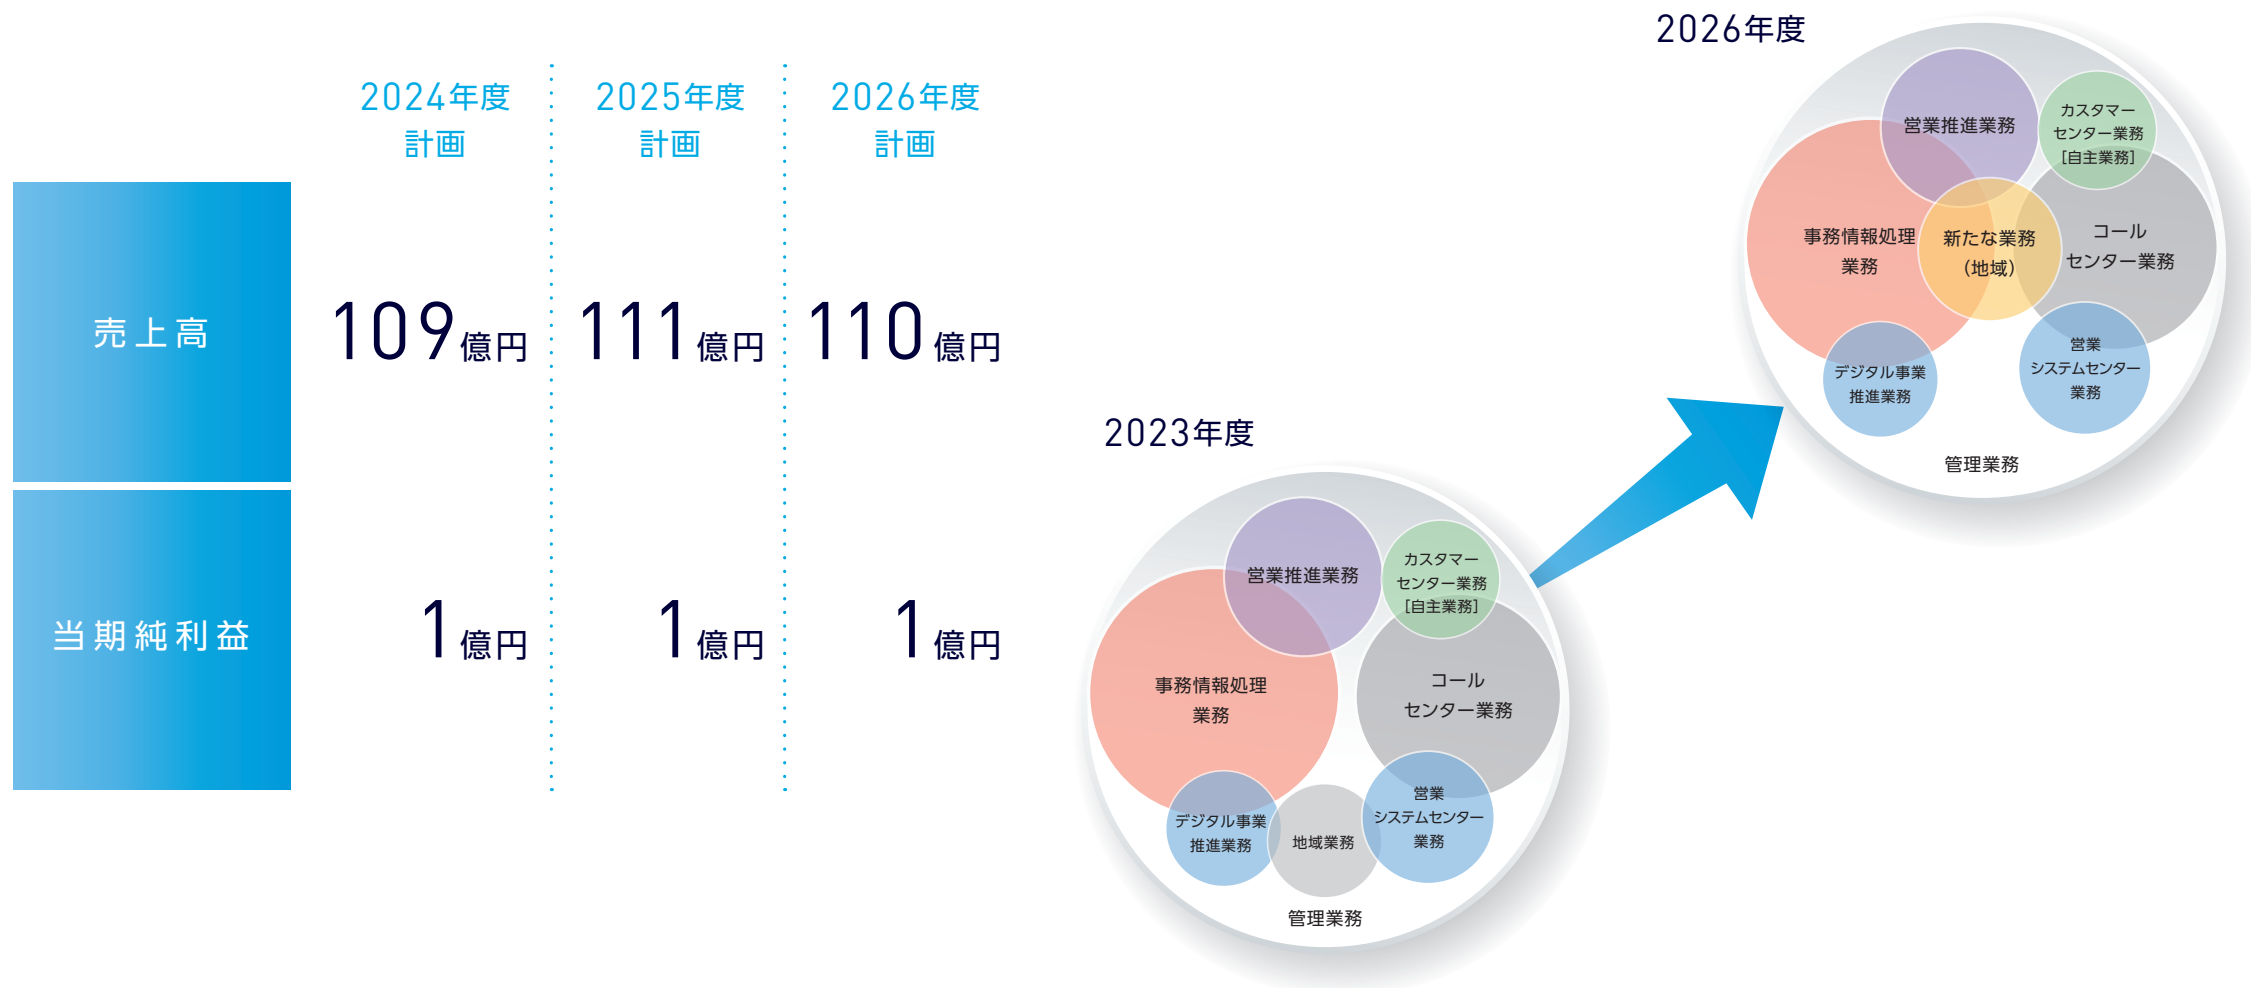 2024年度
計画
2025年度
計画
2026年度
計画
売上高
109億円
111億円
110億円
当期純利益
1億円
1億円
1億円
2023年度
営業推進業務
カスタマー
センター業務
[自主業務]
事務情報処理
業務
コール
センター業務
デジタル事業
推進業務
地域業務
営業
システムセンター
業務
管理業務
2026年度
営業推進業務
カスタマー
センター業務
[自主業務]
事務情報処理
業務
新たな業務
(地域)
コール
センター業務
デジタル事業
推進業務
営業
システムセンター
業務
管理業務